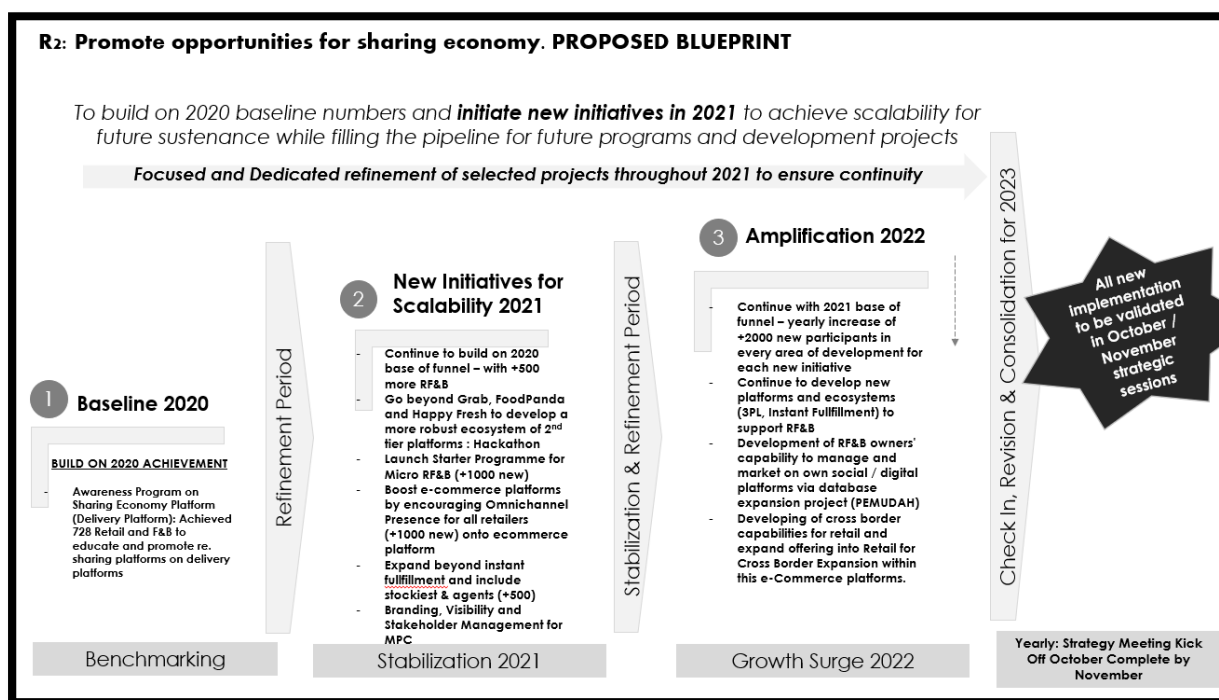 R2: Promote opportunities for sharing economy. PROPOSED BLUEPRINT
To build on 2020 baseline numbers and initiate new initiatives in 2021 to achieve scalability for
future sustenance while filling the pipeline for future programs and development projects
Focused and Dedicated refinement of selected projects throughout 2021 to ensure continuity
1
Baseline 2020
BUILD ON 2020 ACHIEVEMENT
- Awareness Program on
Sharing Economy Platform
(Delivery Platform): Achieved
728 Retail and F&B to
educate and promote re.
sharing platforms on delivery
platforms
Benchmarking
Refinement Period
2
New Initiatives for
Scalability 2021
- Continue to build on 2020
base of funnel – with +500
more RF&B
- Go beyond Grab, FoodPanda
and Happy Fresh to develop a
more robust ecosystem of 2nd
tier platforms : Hackathon
- Launch Starter Programme for
Micro RF&B (+1000 new)
- Boost e-commerce platforms
by encouraging Omnichannel
Presence for all retailers
(+1000 new) onto ecommerce
platform
- Expand beyond instant
fullfillment and include
stockiest & agents (+500)
- Branding, Visibility and
Stakeholder Management for
MPC
Stabilization 2021
Stabilization & Refinement Period
3
Amplification 2022
- Continue with 2021 base of
funnel – yearly increase of
+2000 new participants in
every area of development for
each new initiative
- Continue to develop new
platforms and ecosystems
(3PL, Instant Fullfillment) to
support RF&B
- Development of RF&B owners'
capability to manage and
market on own social / digital
platforms via database
expansion project (PEMUDAH)
- Developing of cross border
capabilities for retail and
expand offering into Retail for
Cross Border Expansion within
this e-Commerce platforms.
Growth Surge 2022
Check In, Revision & Consolidation for 2023
All new
implementation
to be validated
in October /
November
strategic
sessions
Yearly: Strategy Meeting Kick
Off October Complete by
November